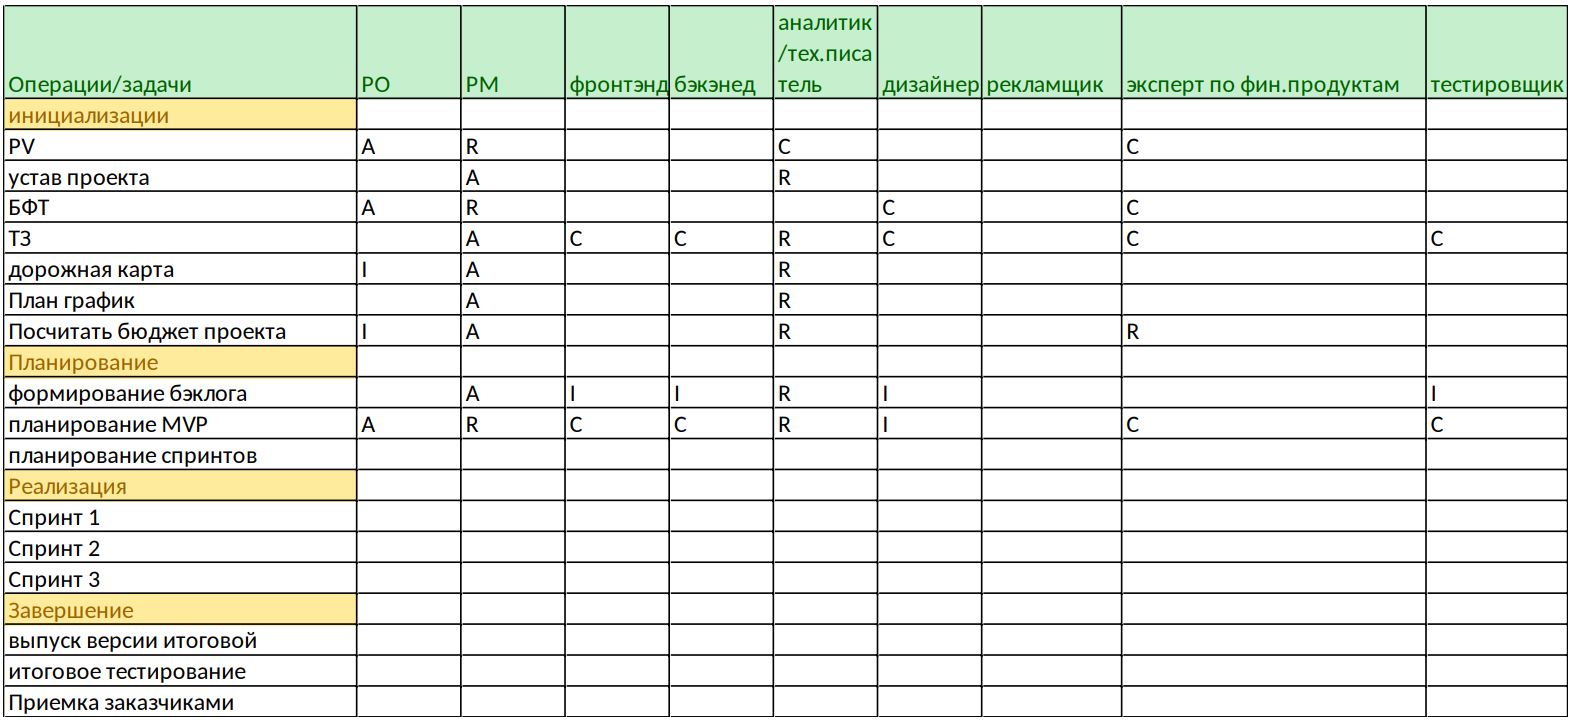 Операции/задачи PO PM фронтэнд бэкэнед аналитик/тех.писатель дизайнер рекламщик эксперт по фин.продуктам тестировщик
инициализации
PV A R C C
устав проекта A R
БФТ A R C C
ТЗ A C C R C C C
дорожная карта I A R
План график A R
Посчитать бюджет проекта I A R R
Планирование
формирование бэклога A I I R I I
планирование MVP A R C C R I C C
планирование спринтов
Реализация
Спринт 1
Спринт 2
Спринт 3
Завершение
выпуск версии итоговой
итоговое тестирование
Приемка заказчиками